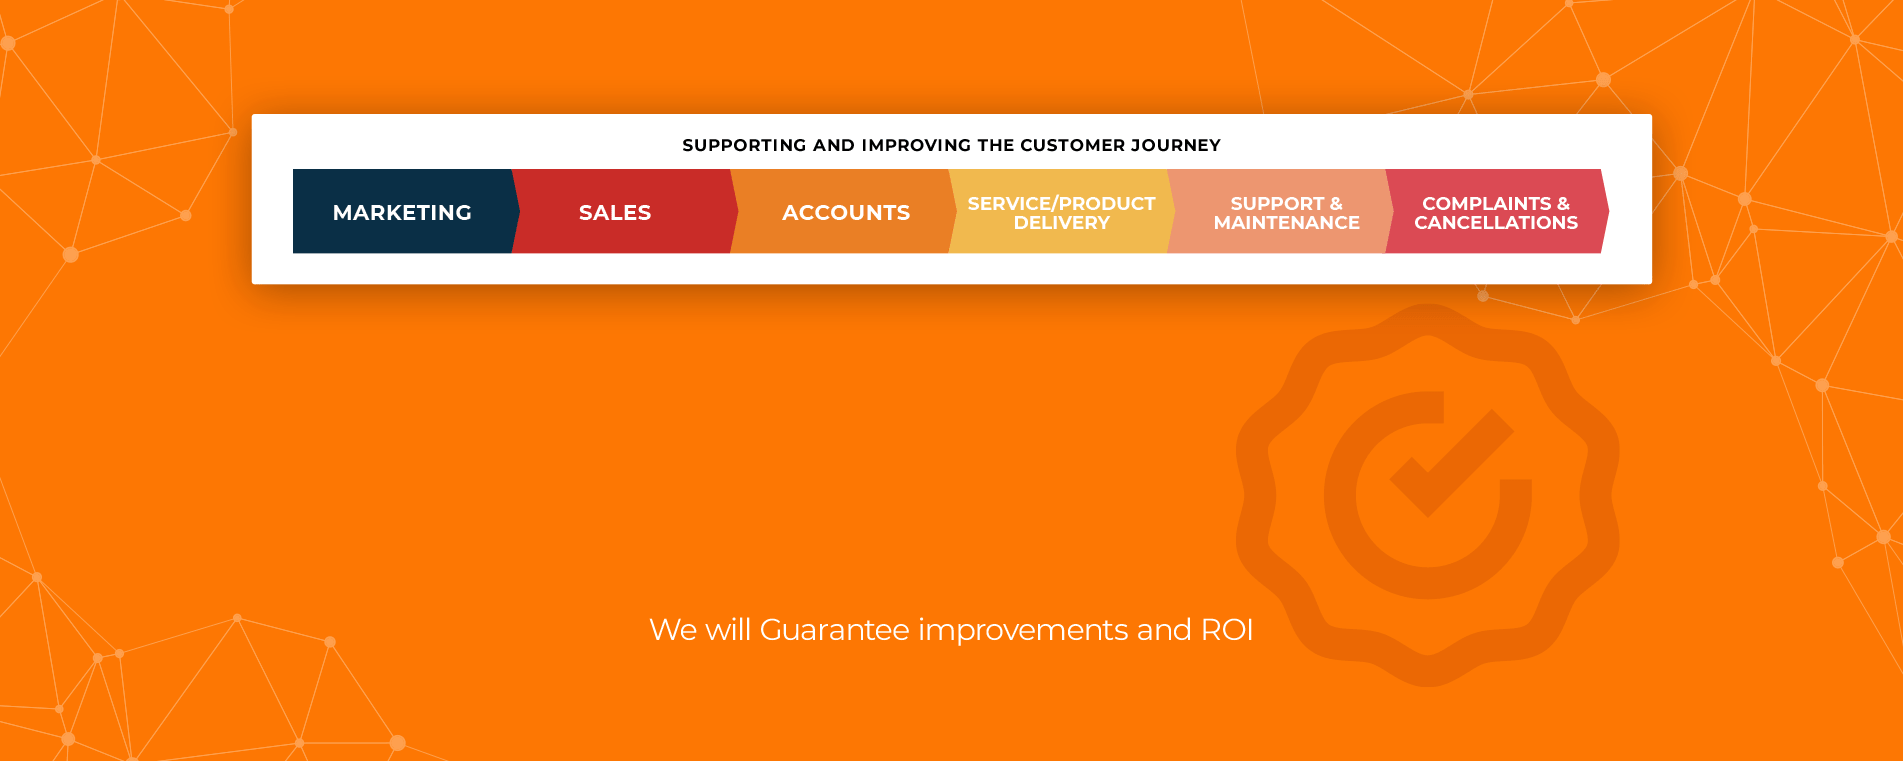 SUPPORTING AND IMPROVING THE CUSTOMER JOURNEY
MARKETING
SALES
ACCOUNTS
SERVICE/PRODUCT
DELIVERY
SUPPORT &
MAINTENANCE
COMPLAINTS &
CANCELLATIONS
We will Guarantee improvements and ROI